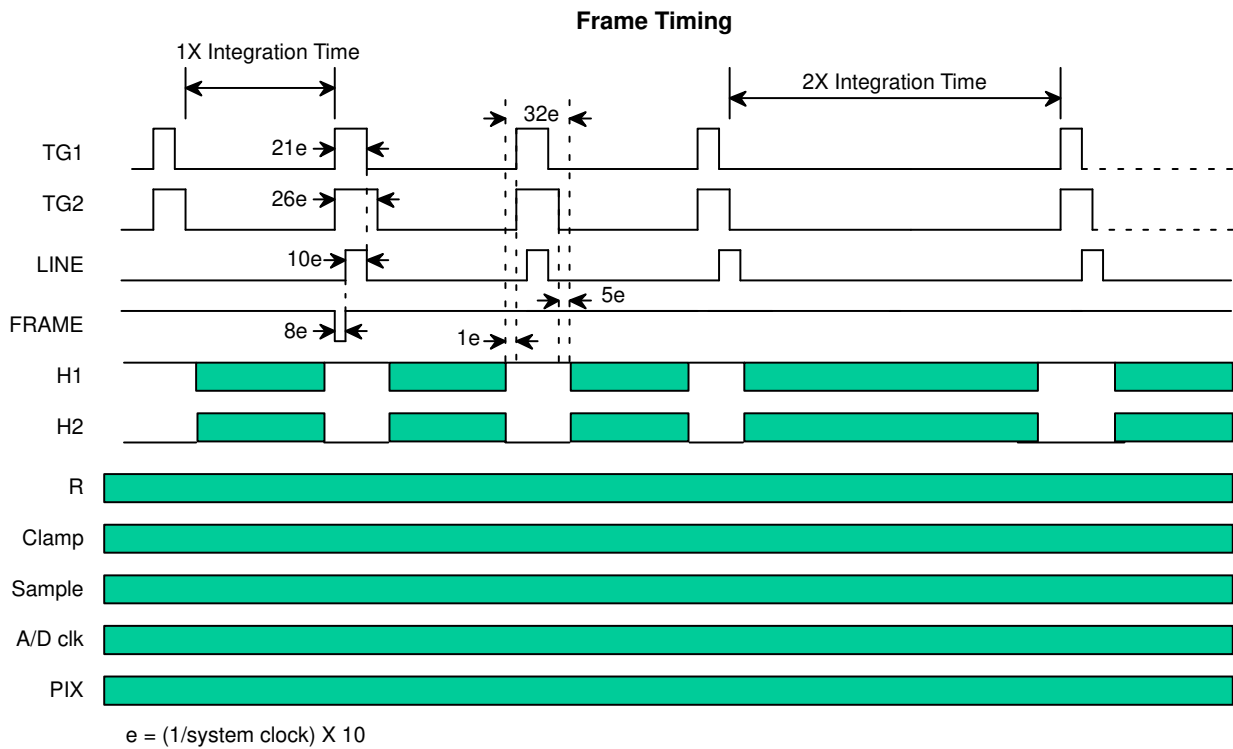 Frame Timing
1X Integration Time
2X Integration Time
32e
TG1
21e
TG2
26e
LINE
10e
5e
FRAME
8e
1e
H1
H2
R
Clamp
Sample
A/D clk
PIX
e = (1/system clock) X 10